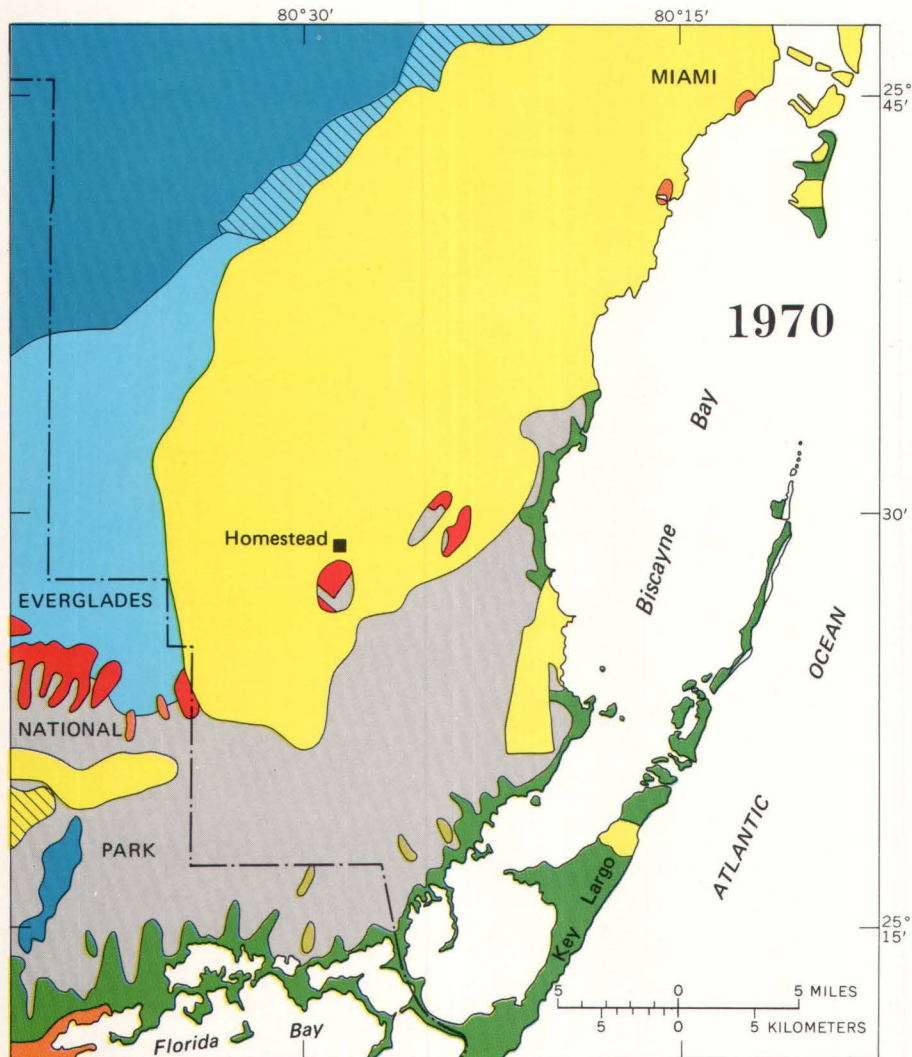 80°30'
80°15'
MIAMI
25°
45'
1970
Bay
30'
Homestead
Biscayne
EVERGLADES
OCEAN
NATIONAL
ATLANTIC
PARK
Key Largo
25°
15'
5 0 5 MILES
5 0 5 KILOMETERS
Florida Bay